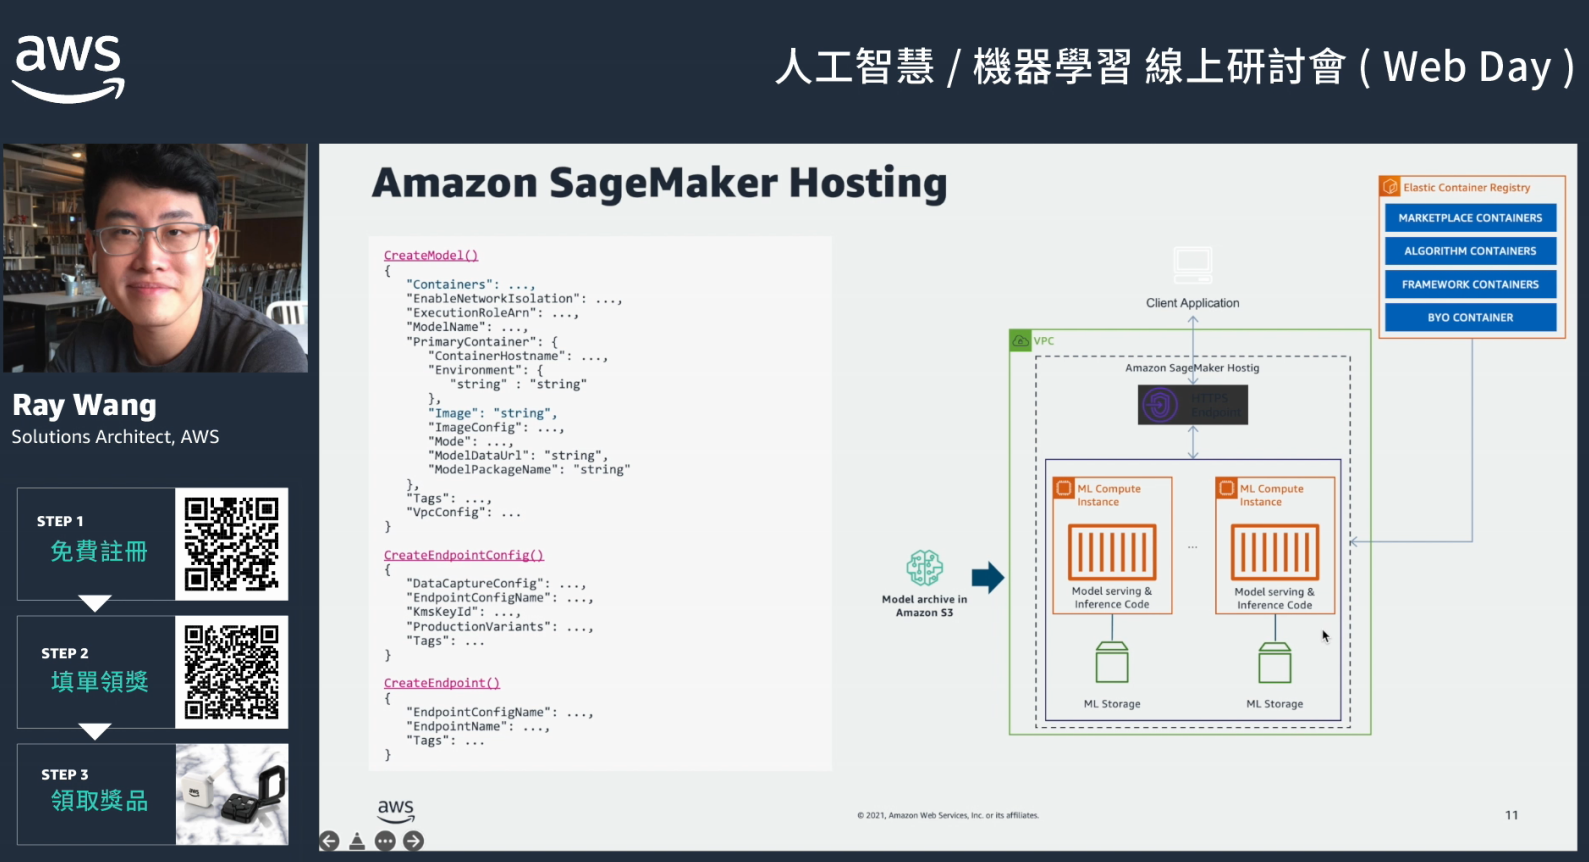 aws
人工智慧 / 機器學習 線上研討會 ( Web Day )
Ray Wang
Solutions Architect, AWS
STEP 1
免費註冊
STEP 2
填單領獎
STEP 3
領取獎品
Amazon SageMaker Hosting
CreateModel()
{
"Containers": ...,
"EnableNetworkIsolation": ...,
"ExecutionRoleArn": ...,
"ModelName": ...,
"PrimaryContainer": {
"ContainerHostname": ...,
"Environment": {
"string" : "string"
},
"Image": "string",
"ImageConfig": ...,
"Mode": ...,
"ModelDataUrl": "string",
"ModelPackageName": "string"
},
"Tags": ...,
"VpcConfig": ...
}
CreateEndpointConfig()
{
"DataCaptureConfig": ...,
"EndpointConfigName": ...,
"KmsKeyId": ...,
"ProductionVariants": ...,
"Tags": ...
}
CreateEndpoint()
{
"EndpointConfigName": ...,
"EndpointName": ...,
"Tags": ...
}
Elastic Container Registry
MARKETPLACE CONTAINERS
ALGORITHM CONTAINERS
FRAMEWORK CONTAINERS
BYO CONTAINER
Client Application
VPC
Amazon SageMaker Hostig
HTTPS
Endpoint
ML Compute
Instance
Model serving &
Inference Code
ML Storage
...
ML Compute
Instance
Model serving &
Inference Code
ML Storage
Model archive in
Amazon S3
aws
© 2021, Amazon Web Services, Inc. or its affiliates.
11